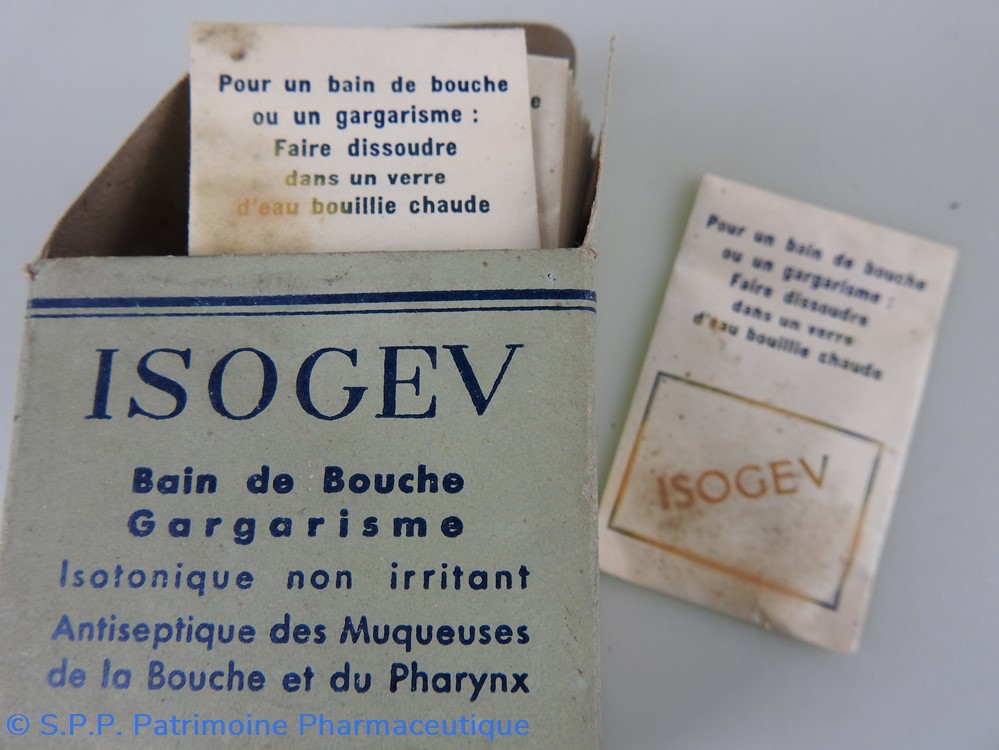 Pour un bain de bouche
ou un gargarisme :
Faire dissoudre
dans un verre
d'eau bouillie chaude
e
ISOGEV
Bain de Bouche
Gargarisme
Isotonique non irritant
Antiseptique des Muqueuses
de la Bouche et du Pharynx
Pour un bain de bouche
ou un gargarisme :
Faire dissoudre
dans un verre
d'eau bouillie chaude
ISOGEV
© S.P.P. Patrimoine Pharmaceutique